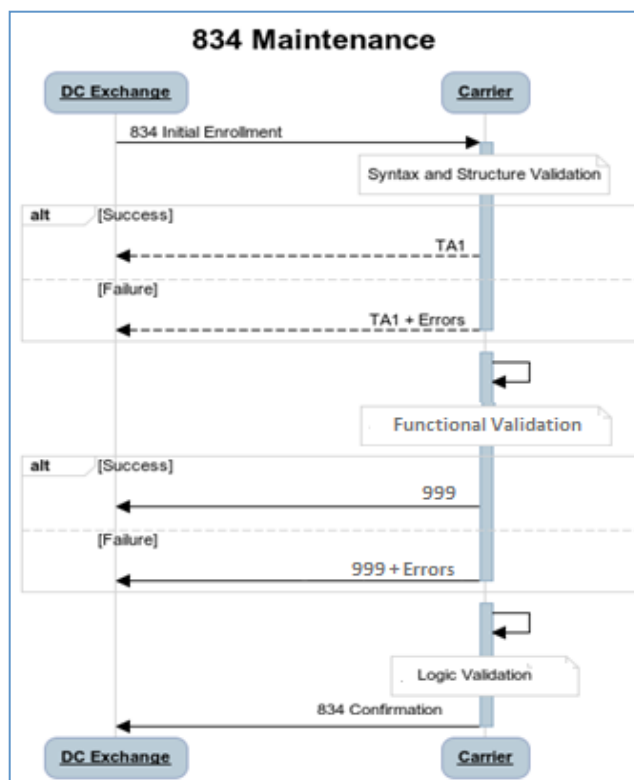 834 Maintenance
DC Exchange
Carrier
834 Initial Enrollment
Syntax and Structure Validation
alt [Success]
TA1
[Failure]
TA1 + Errors
Functional Validation
alt [Success]
999
[Failure]
999 + Errors
Logic Validation
834 Confirmation
DC Exchange
Carrier